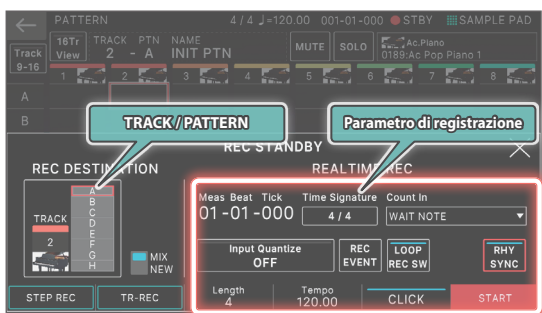 PATTERN 4 / 4 ♩=120.00 001-01-000 STBY SAMPLE PAD
Track 9-16
16Tr View
TRACK PTN NAME
2 - A INIT PTN
MUTE SOLO
Ac.Piano
0189:Ac Pop Piano 1
1 2 3 4 5 6 7 8
A
B
TRACK / PATTERN
Parametro di registrazione
REC STANDBY
REC DESTINATION
REALTIME REC
TRACK
2
A
B
C
D
E
F
G
H
MIX
NEW
Meas Beat Tick Time Signature Count In
01-01-000 4 / 4 WAIT NOTE
Input Quantize
OFF
REC
EVENT
LOOP
REC SW
RHY
SYNC
Length
4
Tempo
120.00
CLICK
START
STEP REC TR-REC